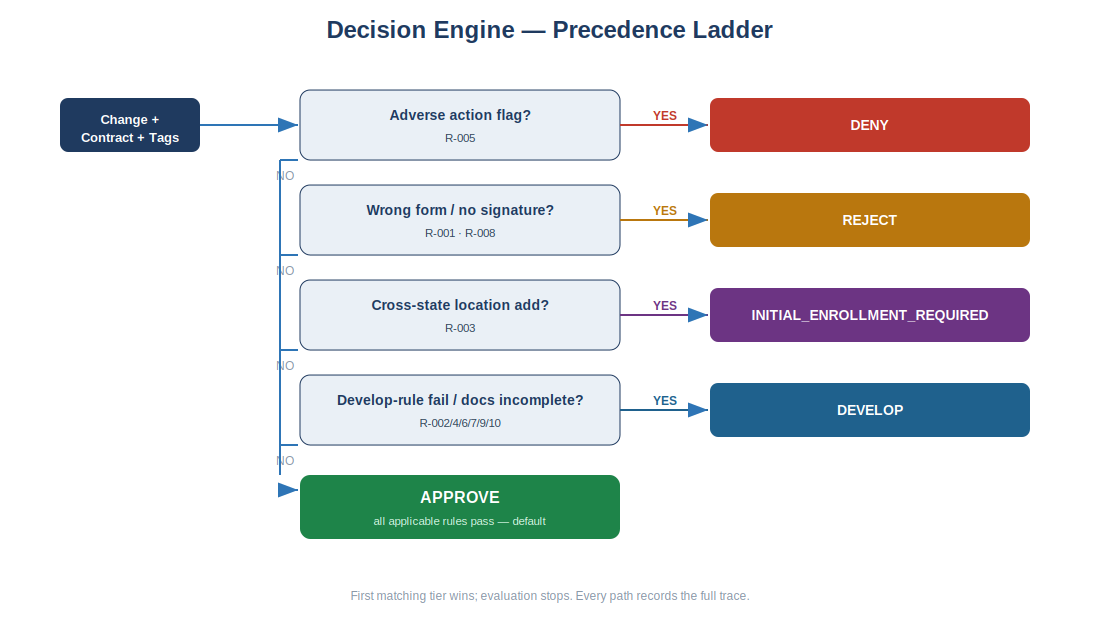 Decision Engine — Precedence Ladder
Change +
Contract + Tags
Adverse action flag?
R-005
YES
DENY
NO
Wrong form / no signature?
R-001 · R-008
YES
REJECT
NO
Cross-state location add?
R-003
YES
INITIAL_ENROLLMENT_REQUIRED
NO
Develop-rule fail / docs incomplete?
R-002/4/6/7/9/10
YES
DEVELOP
NO
APPROVE
all applicable rules pass — default
First matching tier wins; evaluation stops. Every path records the full trace.